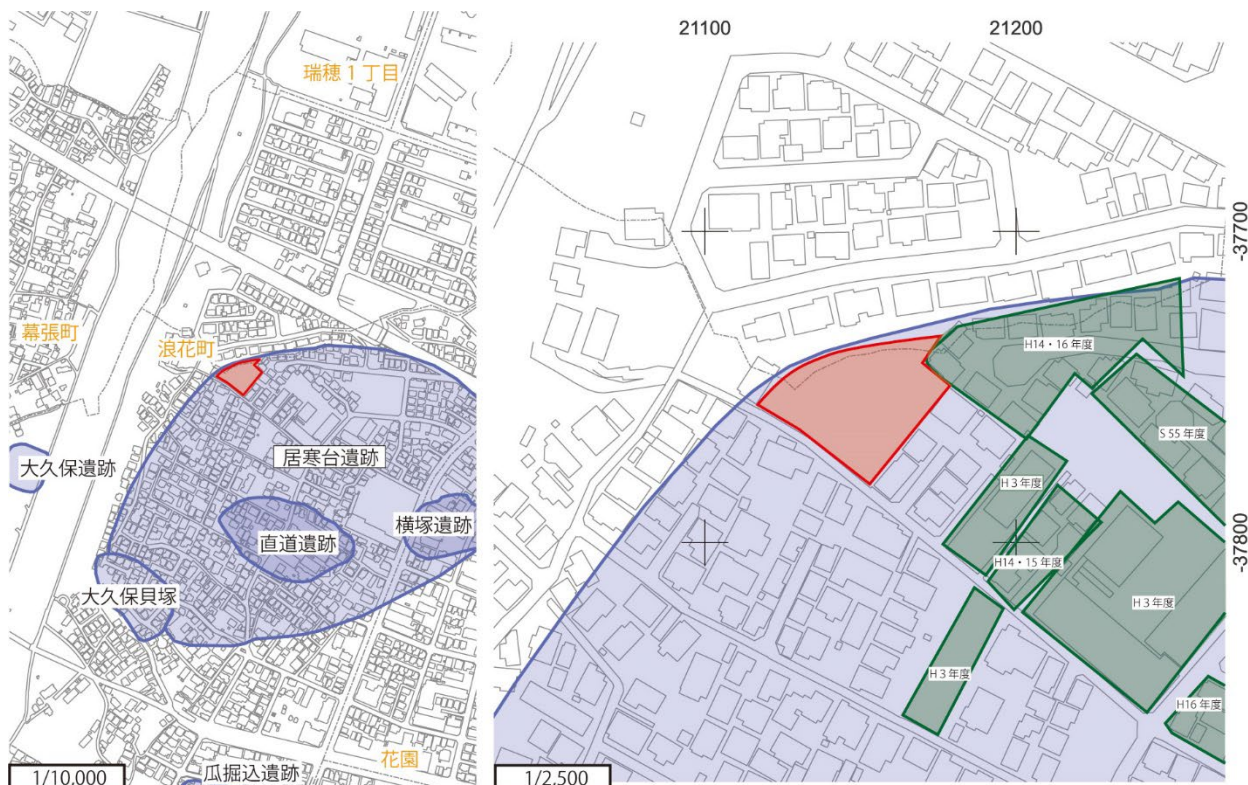 瑞穂1丁目
幕張町
浪花町
大久保遺跡
居寒台遺跡
直道遺跡
横塚遺跡
大久保貝塚
花園
瓜掘込遺跡
1/10,000
21100
21200
-37700
H14・16年度
S55年度
H3年度
-37800
H14・15年度
H3年度
H3年度
H16年度
1/2,500